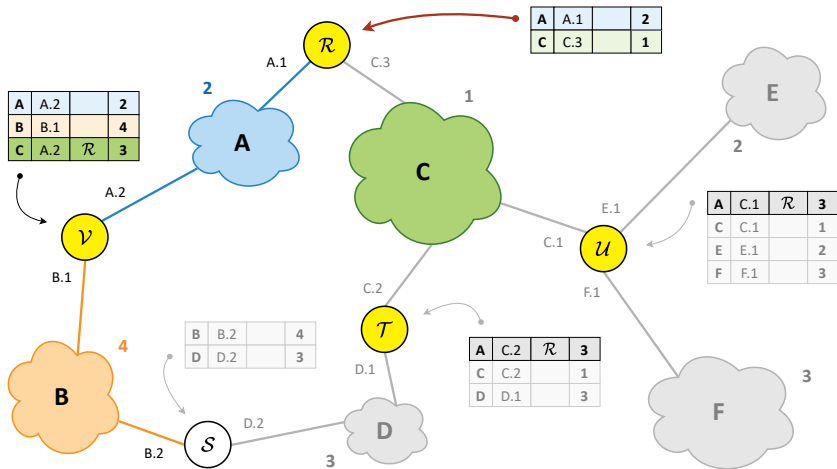 A A.1 2
C C.3 1
ℛ
A.1
C.3
2
1
E
2
A A.2 2
B B.1 4
C A.2 ℛ 3
A
C
A.2
𝒱
B.1
E.1
C.1
𝒰
F.1
A C.1 ℛ 3
C C.1 1
E E.1 2
F F.1 3
C.2
𝒯
D.1
B B.2 4
D D.2 3
A C.2 ℛ 3
C C.2 1
D D.1 3
4
B
B.2
𝒮
D.2
D
3
F
3